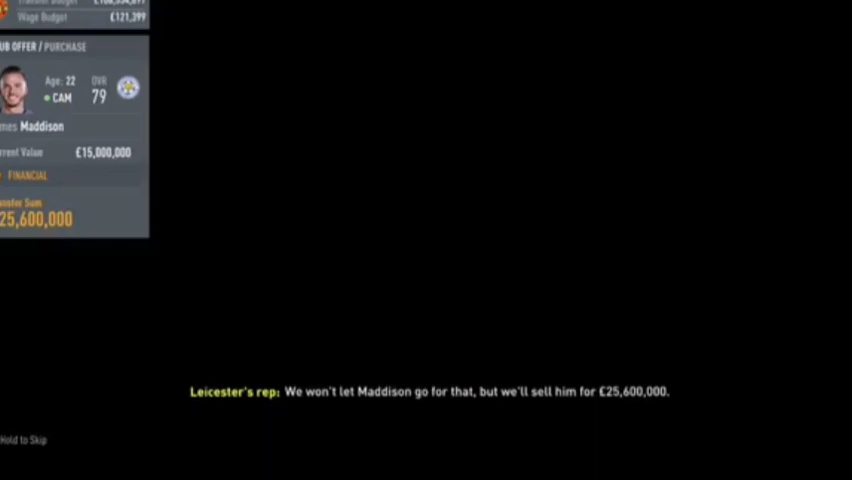 Wage Budget £121,399
UB OFFER / PURCHASE
Age: 22 OVR
CAM 79
mes Maddison
rrent Value £15,000,000
FINANCIAL
ansfer Sum
25,600,000
Leicester's rep: We won't let Maddison go for that, but we'll sell him for £25,600,000.
Hold to Skip